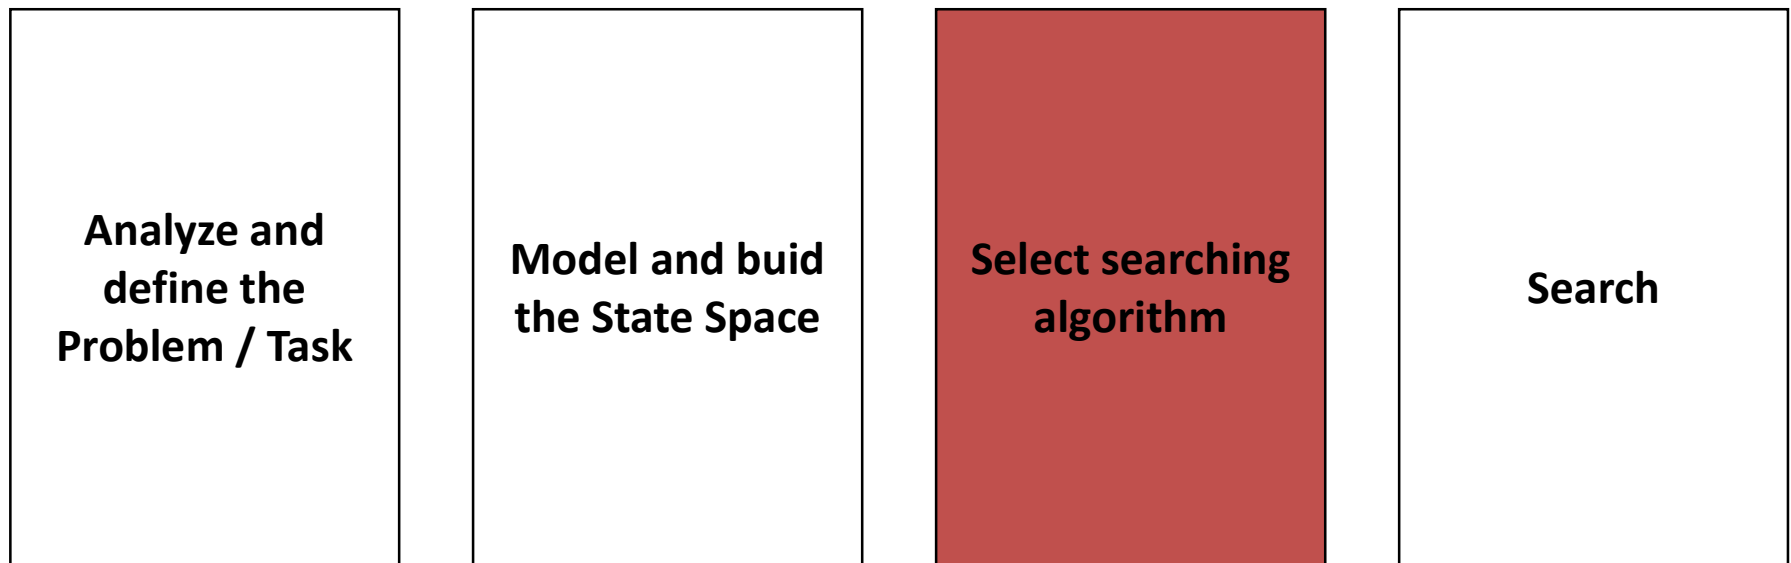 Analyze and
define the
Problem / Task
Model and buid
the State Space
Select searching
algorithm
Search